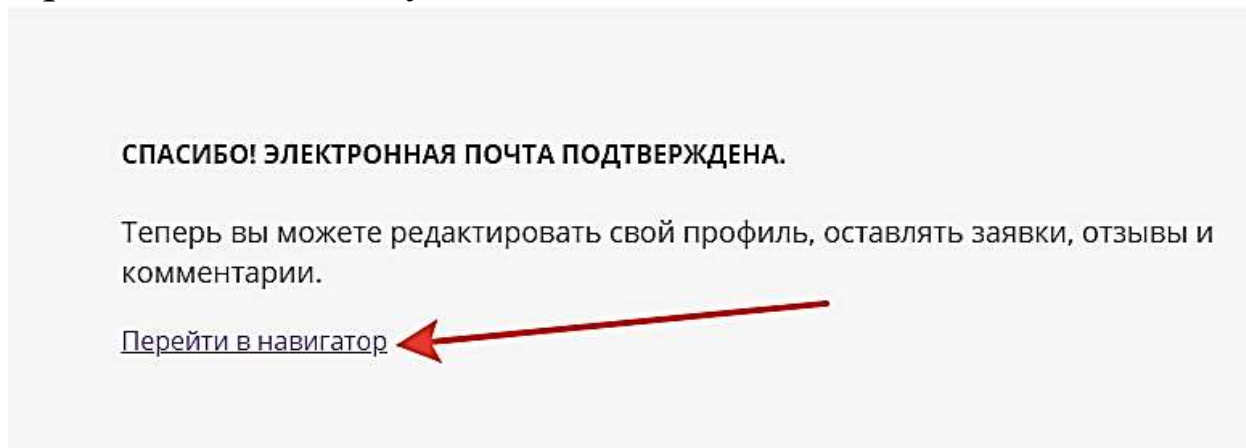 СПАСИБО! ЭЛЕКТРОННАЯ ПОЧТА ПОДТВЕРЖДЕНА.
Теперь вы можете редактировать свой профиль, оставлять заявки, отзывы и
комментарии.
Перейти в навигатор